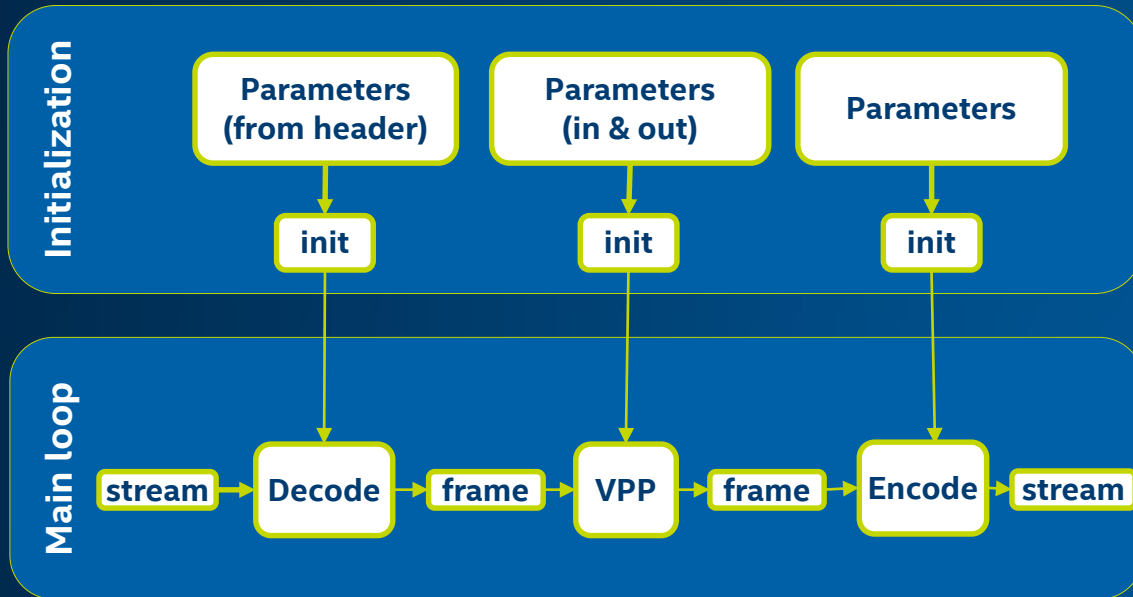 Initialization
Parameters
(from header)
Parameters
(in & out)
Parameters
init
init
init
Main loop
stream
Decode
frame
VPP
frame
Encode
stream